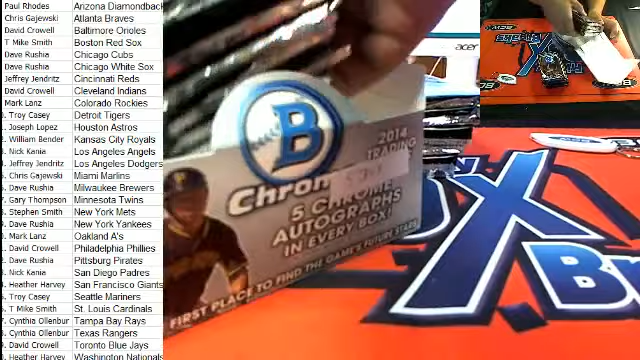 Paul Rhodes Arizona Diamondback
Chris Gajewski Atlanta Braves
David Crowell Baltimore Orioles
T Mike Smith Boston Red Sox
Dave Rushia Chicago Cubs
Dave Rushia Chicago White Sox
Jeffrey Jendritz Cincinnati Reds
David Crowell Cleveland Indians
Mark Lanz Colorado Rockies
Troy Casey Detroit Tigers
Joseph Lopez Houston Astros
William Bender Kansas City Royals
Nick Kania Los Angeles Angels
Jeffrey Jendritz Los Angeles Dodgers
Chris Gajewski Miami Marlins
Dave Rushia Milwaukee Brewers
Gary Thompson Minnesota Twins
Stephen Smith New York Mets
Dave Rushia New York Yankees
Mark Lanz Oakland A's
David Crowell Philadelphia Phillies
Dave Rushia Pittsburg Pirates
Nick Kania San Diego Padres
Heather Harvey San Francisco Giants
Troy Casey Seattle Mariners
T Mike Smith St. Louis Cardinals
Cynthia Ollenbur Tampa Bay Rays
Cynthia Ollenbur Texas Rangers
David Crowell Toronto Blue Jays
Heather Harvey Washington Nationals
acer
B
2014
TRADING
Chrom
5 CHROME
AUTOGRAPHS
IN EVERY BOX!
FIRST PLACE TO FIND THE GAME'S FUTURE STARS
X
Br